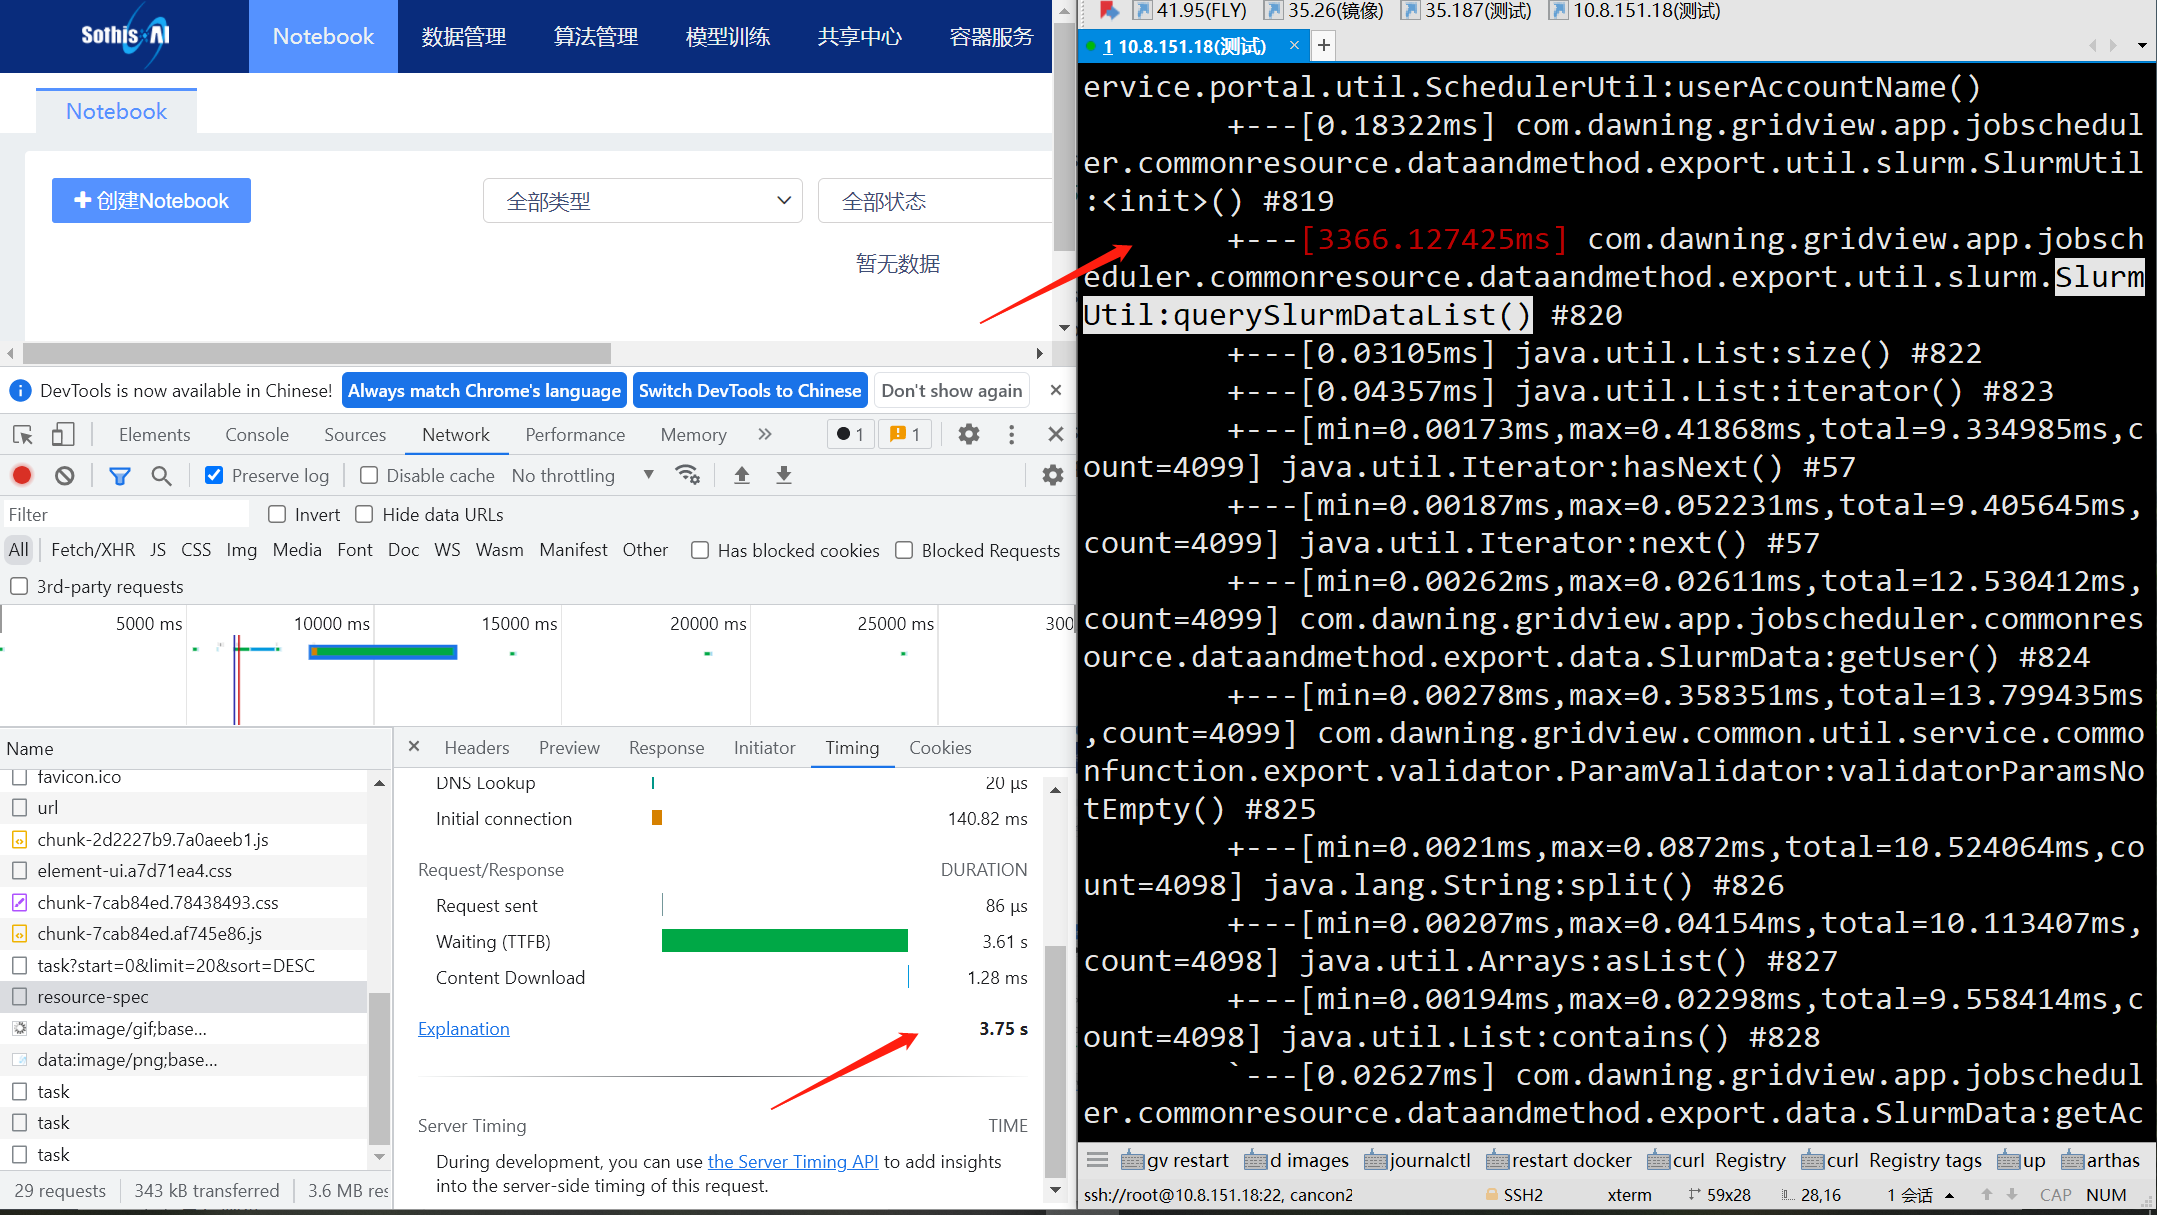 SothisAI
Notebook
数据管理
算法管理
模型训练
共享中心
容器服务
Notebook
创建Notebook
全部类型
全部状态
暂无数据
DevTools is now available in Chinese!
Always match Chrome's language
Switch DevTools to Chinese
Don't show again
Elements
Console
Sources
Network
Performance
Memory
1
1
Preserve log
Disable cache
No throttling
Filter
Invert
Hide data URLs
All
Fetch/XHR
JS
CSS
Img
Media
Font
Doc
WS
Wasm
Manifest
Other
Has blocked cookies
Blocked Requests
3rd-party requests
5000 ms
10000 ms
15000 ms
20000 ms
25000 ms
300
Name
favicon.ico
url
chunk-2d2227b9.7a0aeeb1.js
element-ui.a7d71ea4.css
chunk-7cab84ed.78438493.css
chunk-7cab84ed.af745e86.js
task?start=0&limit=20&sort=DESC
resource-spec
data:image/gif;base...
data:image/png;base...
task
task
task
29 requests
343 kB transferred
3.6 MB res
Headers
Preview
Response
Initiator
Timing
Cookies
DNS Lookup
20 μs
Initial connection
140.82 ms
Request/Response
DURATION
Request sent
86 μs
Waiting (TTFB)
3.61 s
Content Download
1.28 ms
Explanation
3.75 s
Server Timing
TIME
During development, you can use the Server Timing API to add insights
into the server-side timing of this request.
41.95(FLY)
35.26(镜像)
35.187(测试)
10.8.151.18(测试)
1 10.8.151.18(测试)
ervice.portal.util.SchedulerUtil:userAccountName()
+---[0.18322ms] com.dawning.gridview.app.jobschedul
er.commonresource.dataandmethod.export.util.slurm.SlurmUtil
:<init>() #819
+---[3366.127425ms] com.dawning.gridview.app.jobsch
eduler.commonresource.dataandmethod.export.util.slurm.Slurm
Util:querySlurmDataList() #820
+---[0.03105ms] java.util.List:size() #822
+---[0.04357ms] java.util.List:iterator() #823
+---[min=0.00173ms,max=0.41868ms,total=9.334985ms,c
ount=4099] java.util.Iterator:hasNext() #57
+---[min=0.00187ms,max=0.052231ms,total=9.405645ms,
count=4099] java.util.Iterator:next() #57
+---[min=0.00262ms,max=0.02611ms,total=12.530412ms,
count=4099] com.dawning.gridview.app.jobscheduler.commonres
ource.dataandmethod.export.data.SlurmData:getUser() #824
+---[min=0.00278ms,max=0.358351ms,total=13.799435ms
,count=4099] com.dawning.gridview.common.util.service.commo
nfunction.export.validator.ParamValidator:validatorParamsNo
tEmpty() #825
+---[min=0.0021ms,max=0.0872ms,total=10.524064ms,co
unt=4098] java.lang.String:split() #826
+---[min=0.00207ms,max=0.04154ms,total=10.113407ms,
count=4098] java.util.Arrays:asList() #827
+---[min=0.00194ms,max=0.02298ms,total=9.558414ms,c
ount=4098] java.util.List:contains() #828
`---[0.02627ms] com.dawning.gridview.app.jobschedul
er.commonresource.dataandmethod.export.data.SlurmData:getAc
gv restart
d images
journalctl
restart docker
curl Registry
curl Registry tags
up
arthas
ssh://root@10.8.151.18:22, cancon2
SSH2
xterm
59x28
28,16
1 会话
CAP
NUM